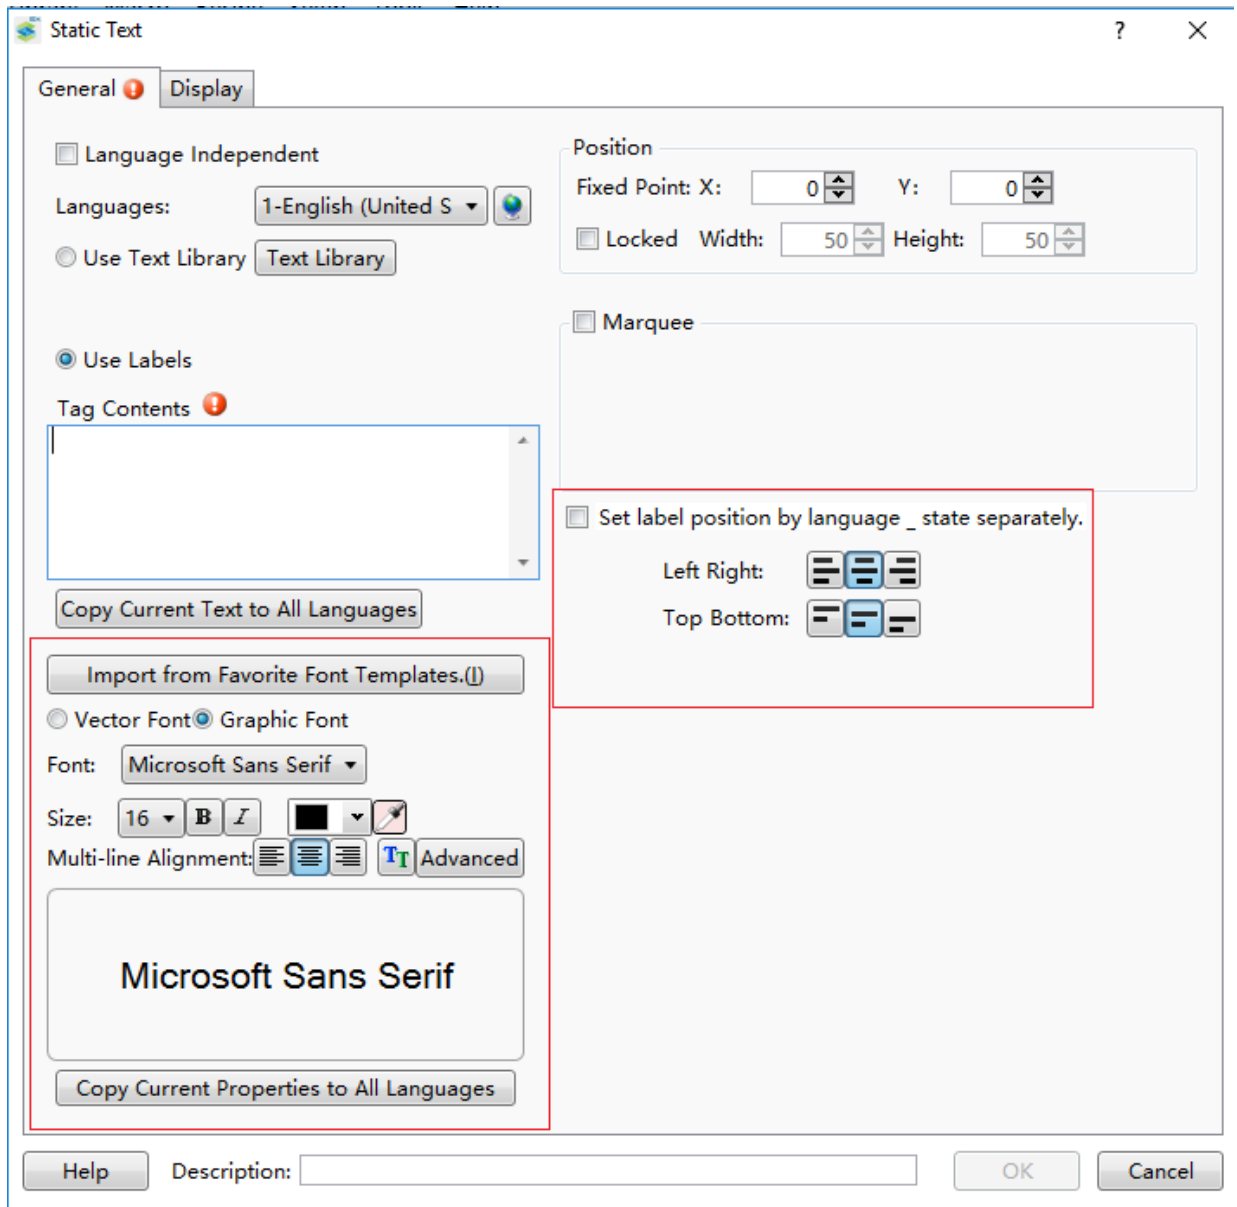 Static Text
?
General
Display
Language Independent
Languages:
1-English (United S
Use Text Library
Text Library
Use Labels
Tag Contents
Copy Current Text to All Languages
Import from Favorite Font Templates.(I)
Vector Font
Graphic Font
Font:
Microsoft Sans Serif
Size:
16
B
I
Multi-line Alignment:
TT
Advanced
Microsoft Sans Serif
Copy Current Properties to All Languages
Position
Fixed Point: X:
0
Y:
0
Locked
Width:
50
Height:
50
Marquee
Set label position by language _ state separately.
Left Right:
Top Bottom:
Help
Description:
OK
Cancel